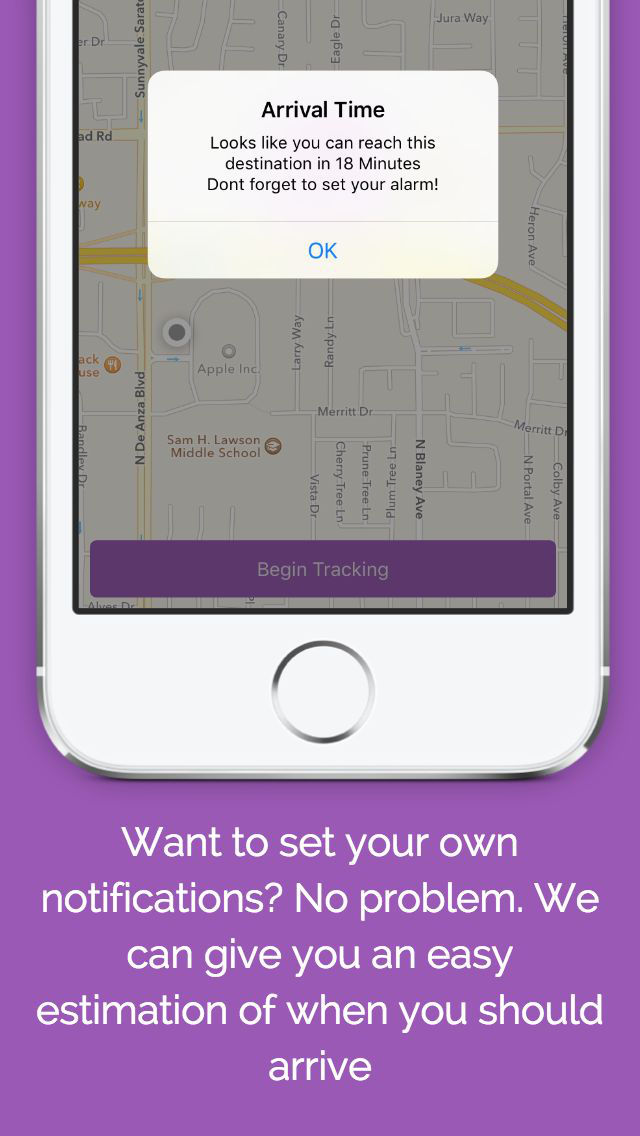 Jura Way
er Dr
Sunnyvale Sarato
Canary Dr
Eagle Dr
Heron Ave
Arrival Time
Looks like you can reach this
destination in 18 Minutes
Dont forget to set your alarm!
OK
ad Rd
way
Heron Ave
ack
use
Apple Inc.
Larry Way
Randy Ln
N De Anza Blvd
Merritt Dr
Merritt Dr
Sam H. Lawson
Middle School
Bandley Dr
Vista Dr
Cherry Tree Ln
Prune Tree Ln
Plum Tree Ln
N Blaney Ave
N Portal Ave
Colby Ave
Begin Tracking
Alves Dr
Want to set your own
notifications? No problem. We
can give you an easy
estimation of when you should
arrive